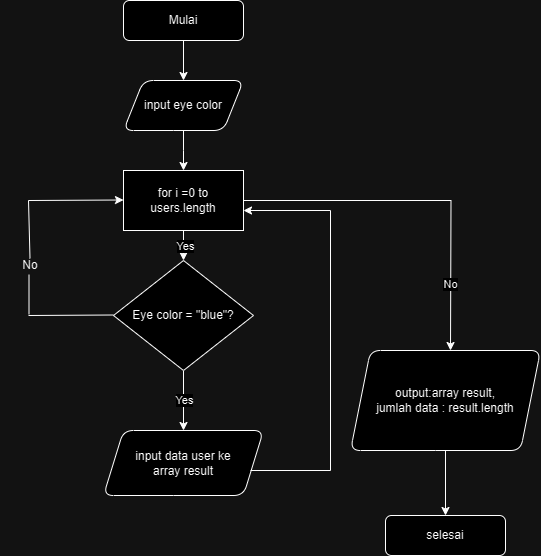 Mulai
input eye color
for i =0 to
users.length
Yes
No
Eye color = "blue"?
No
Yes
output:array result,
jumlah data : result.length
input data user ke
array result
selesai